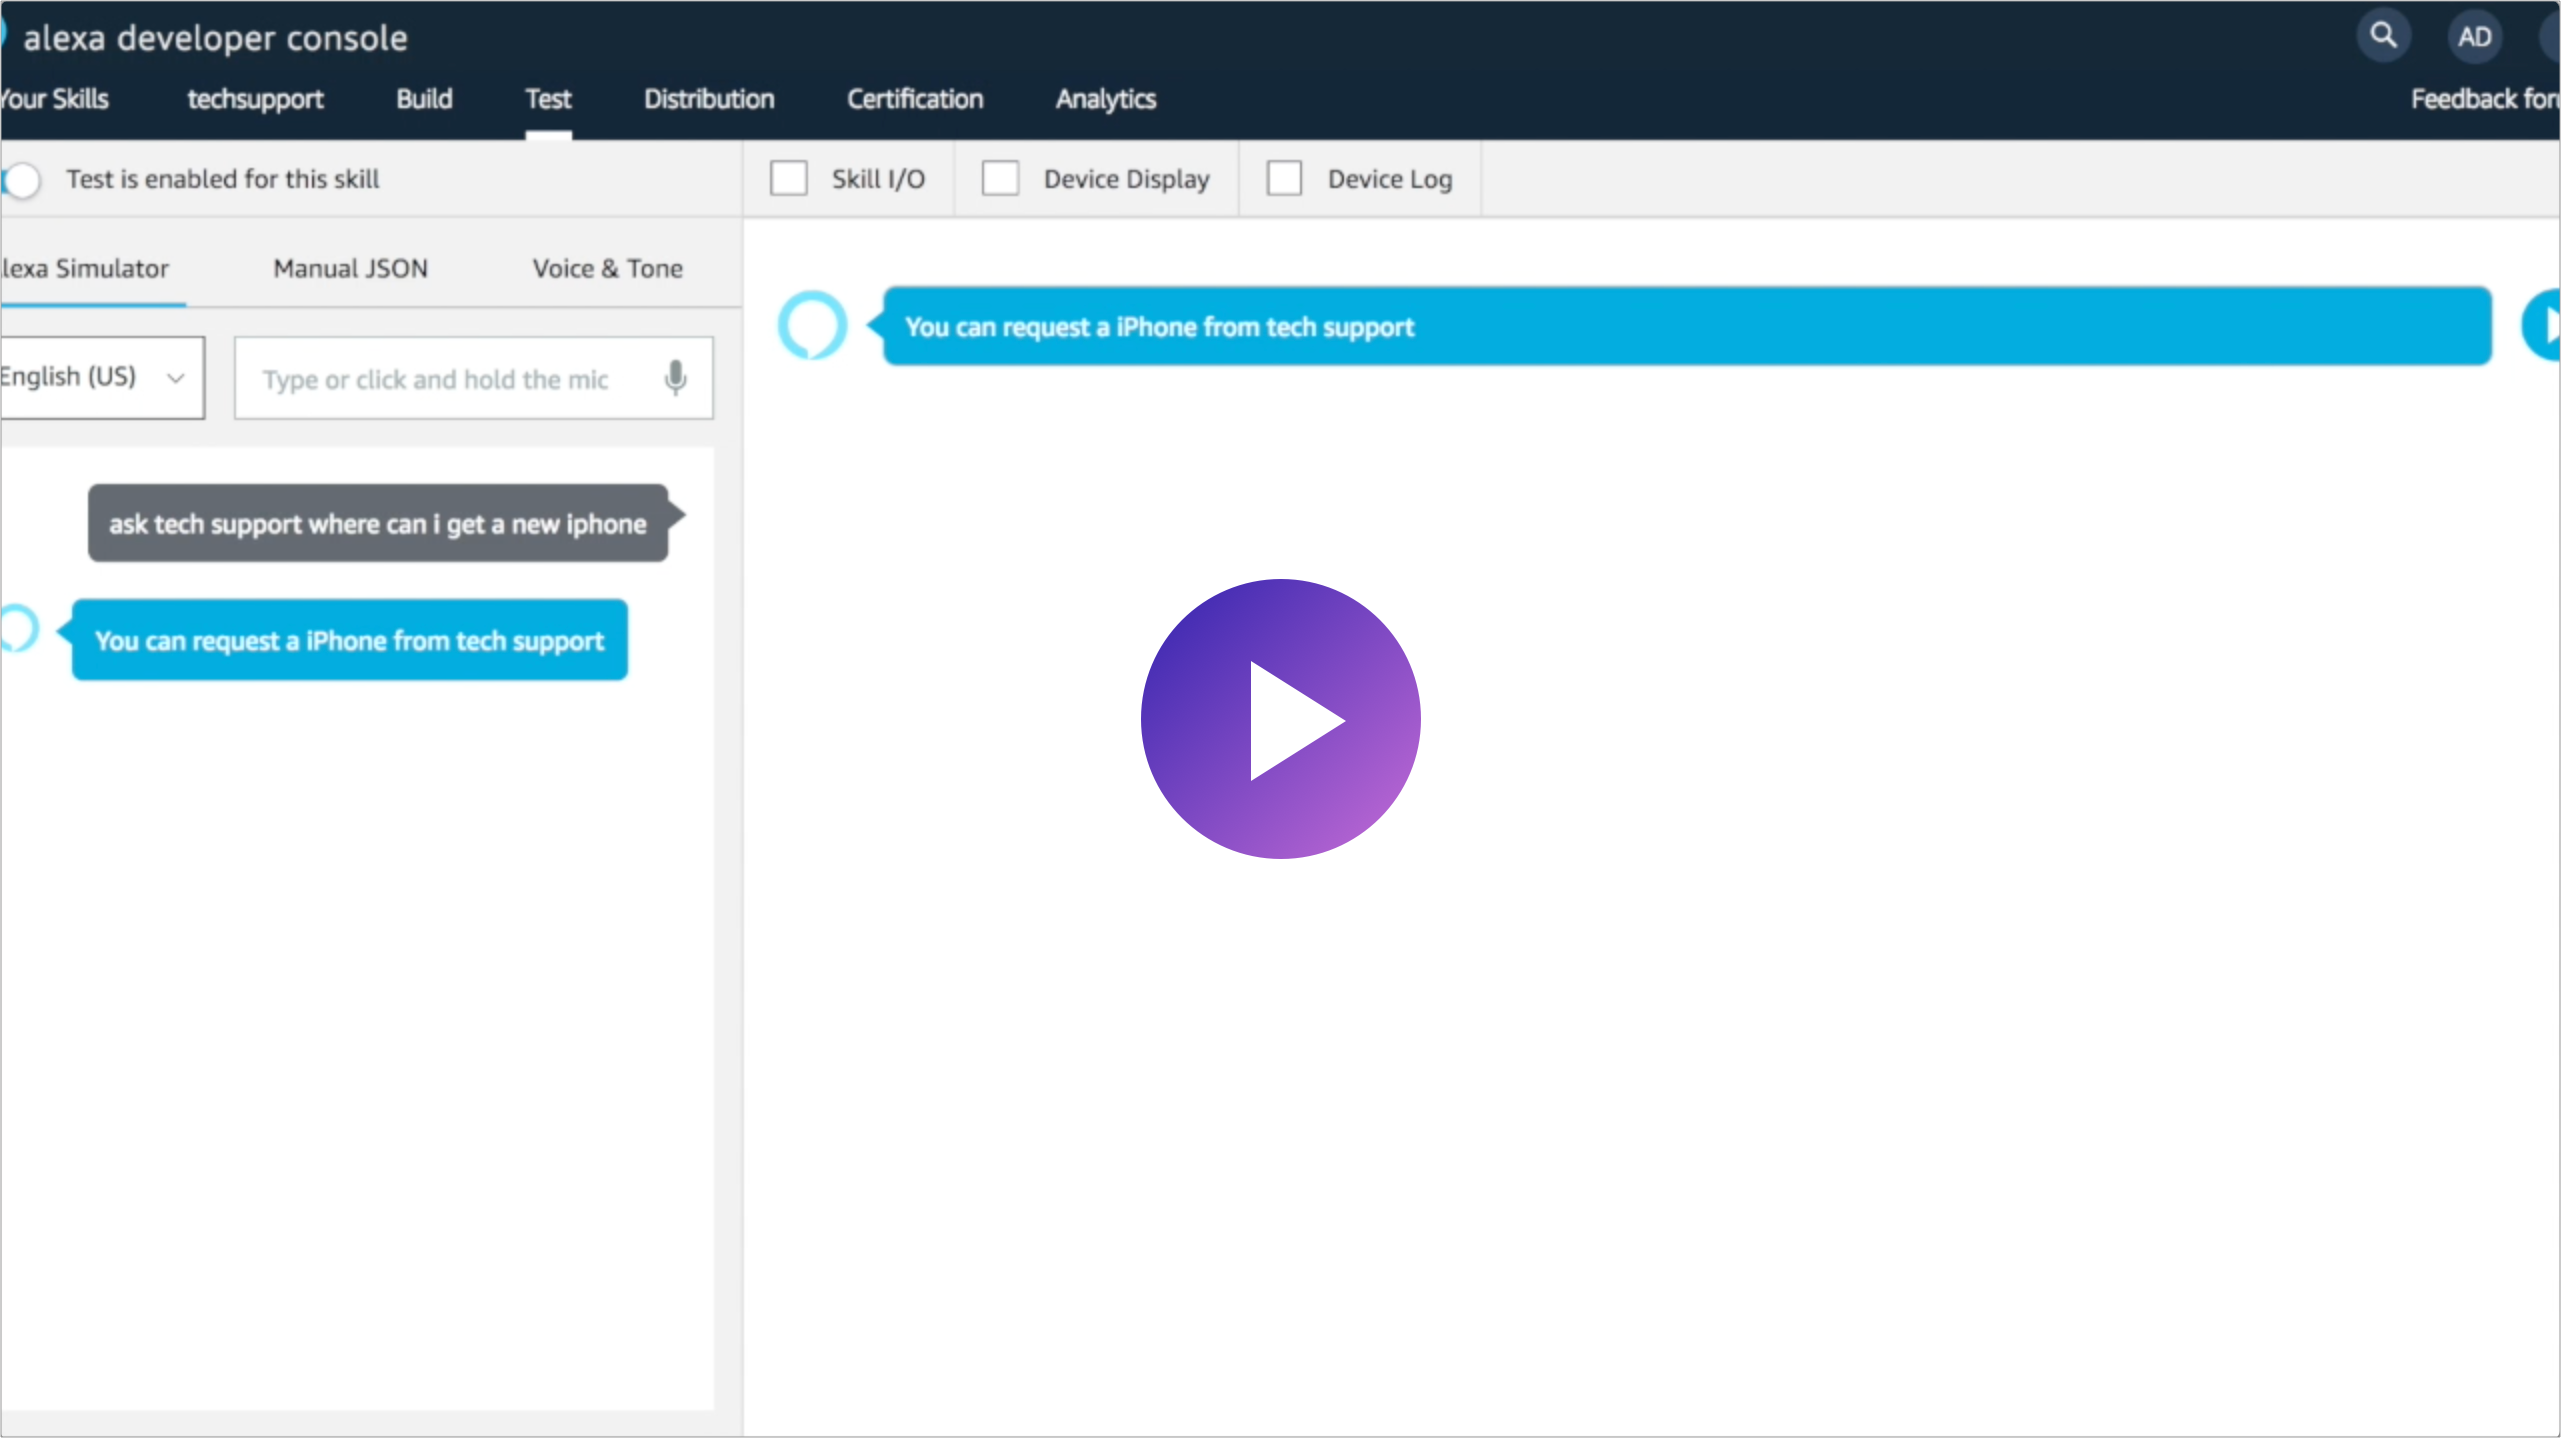 alexa developer console
AD
Your Skills techsupport Build Test Distribution Certification Analytics Feedback
Test is enabled for this skill
Skill I/O Device Display Device Log
lexa Simulator Manual JSON Voice & Tone
You can request a iPhone from tech support
English (US) Type or click and hold the mic
ask tech support where can i get a new iphone
You can request a iPhone from tech support